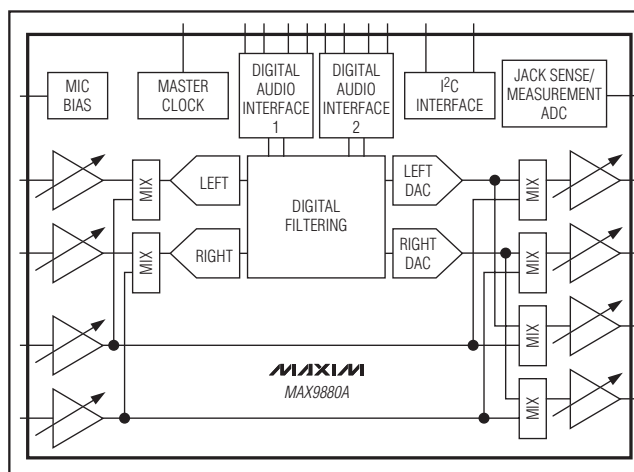 MIC
BIAS
MASTER
CLOCK
DIGITAL
AUDIO
INTERFACE
1
DIGITAL
AUDIO
INTERFACE
2
I²C
INTERFACE
JACK SENSE/
MEASUREMENT
ADC
MIX
LEFT
DIGITAL
FILTERING
LEFT
DAC
MIX
MIX
RIGHT
RIGHT
DAC
MIX
MIX
MAXIM
MAX9880A
MIX